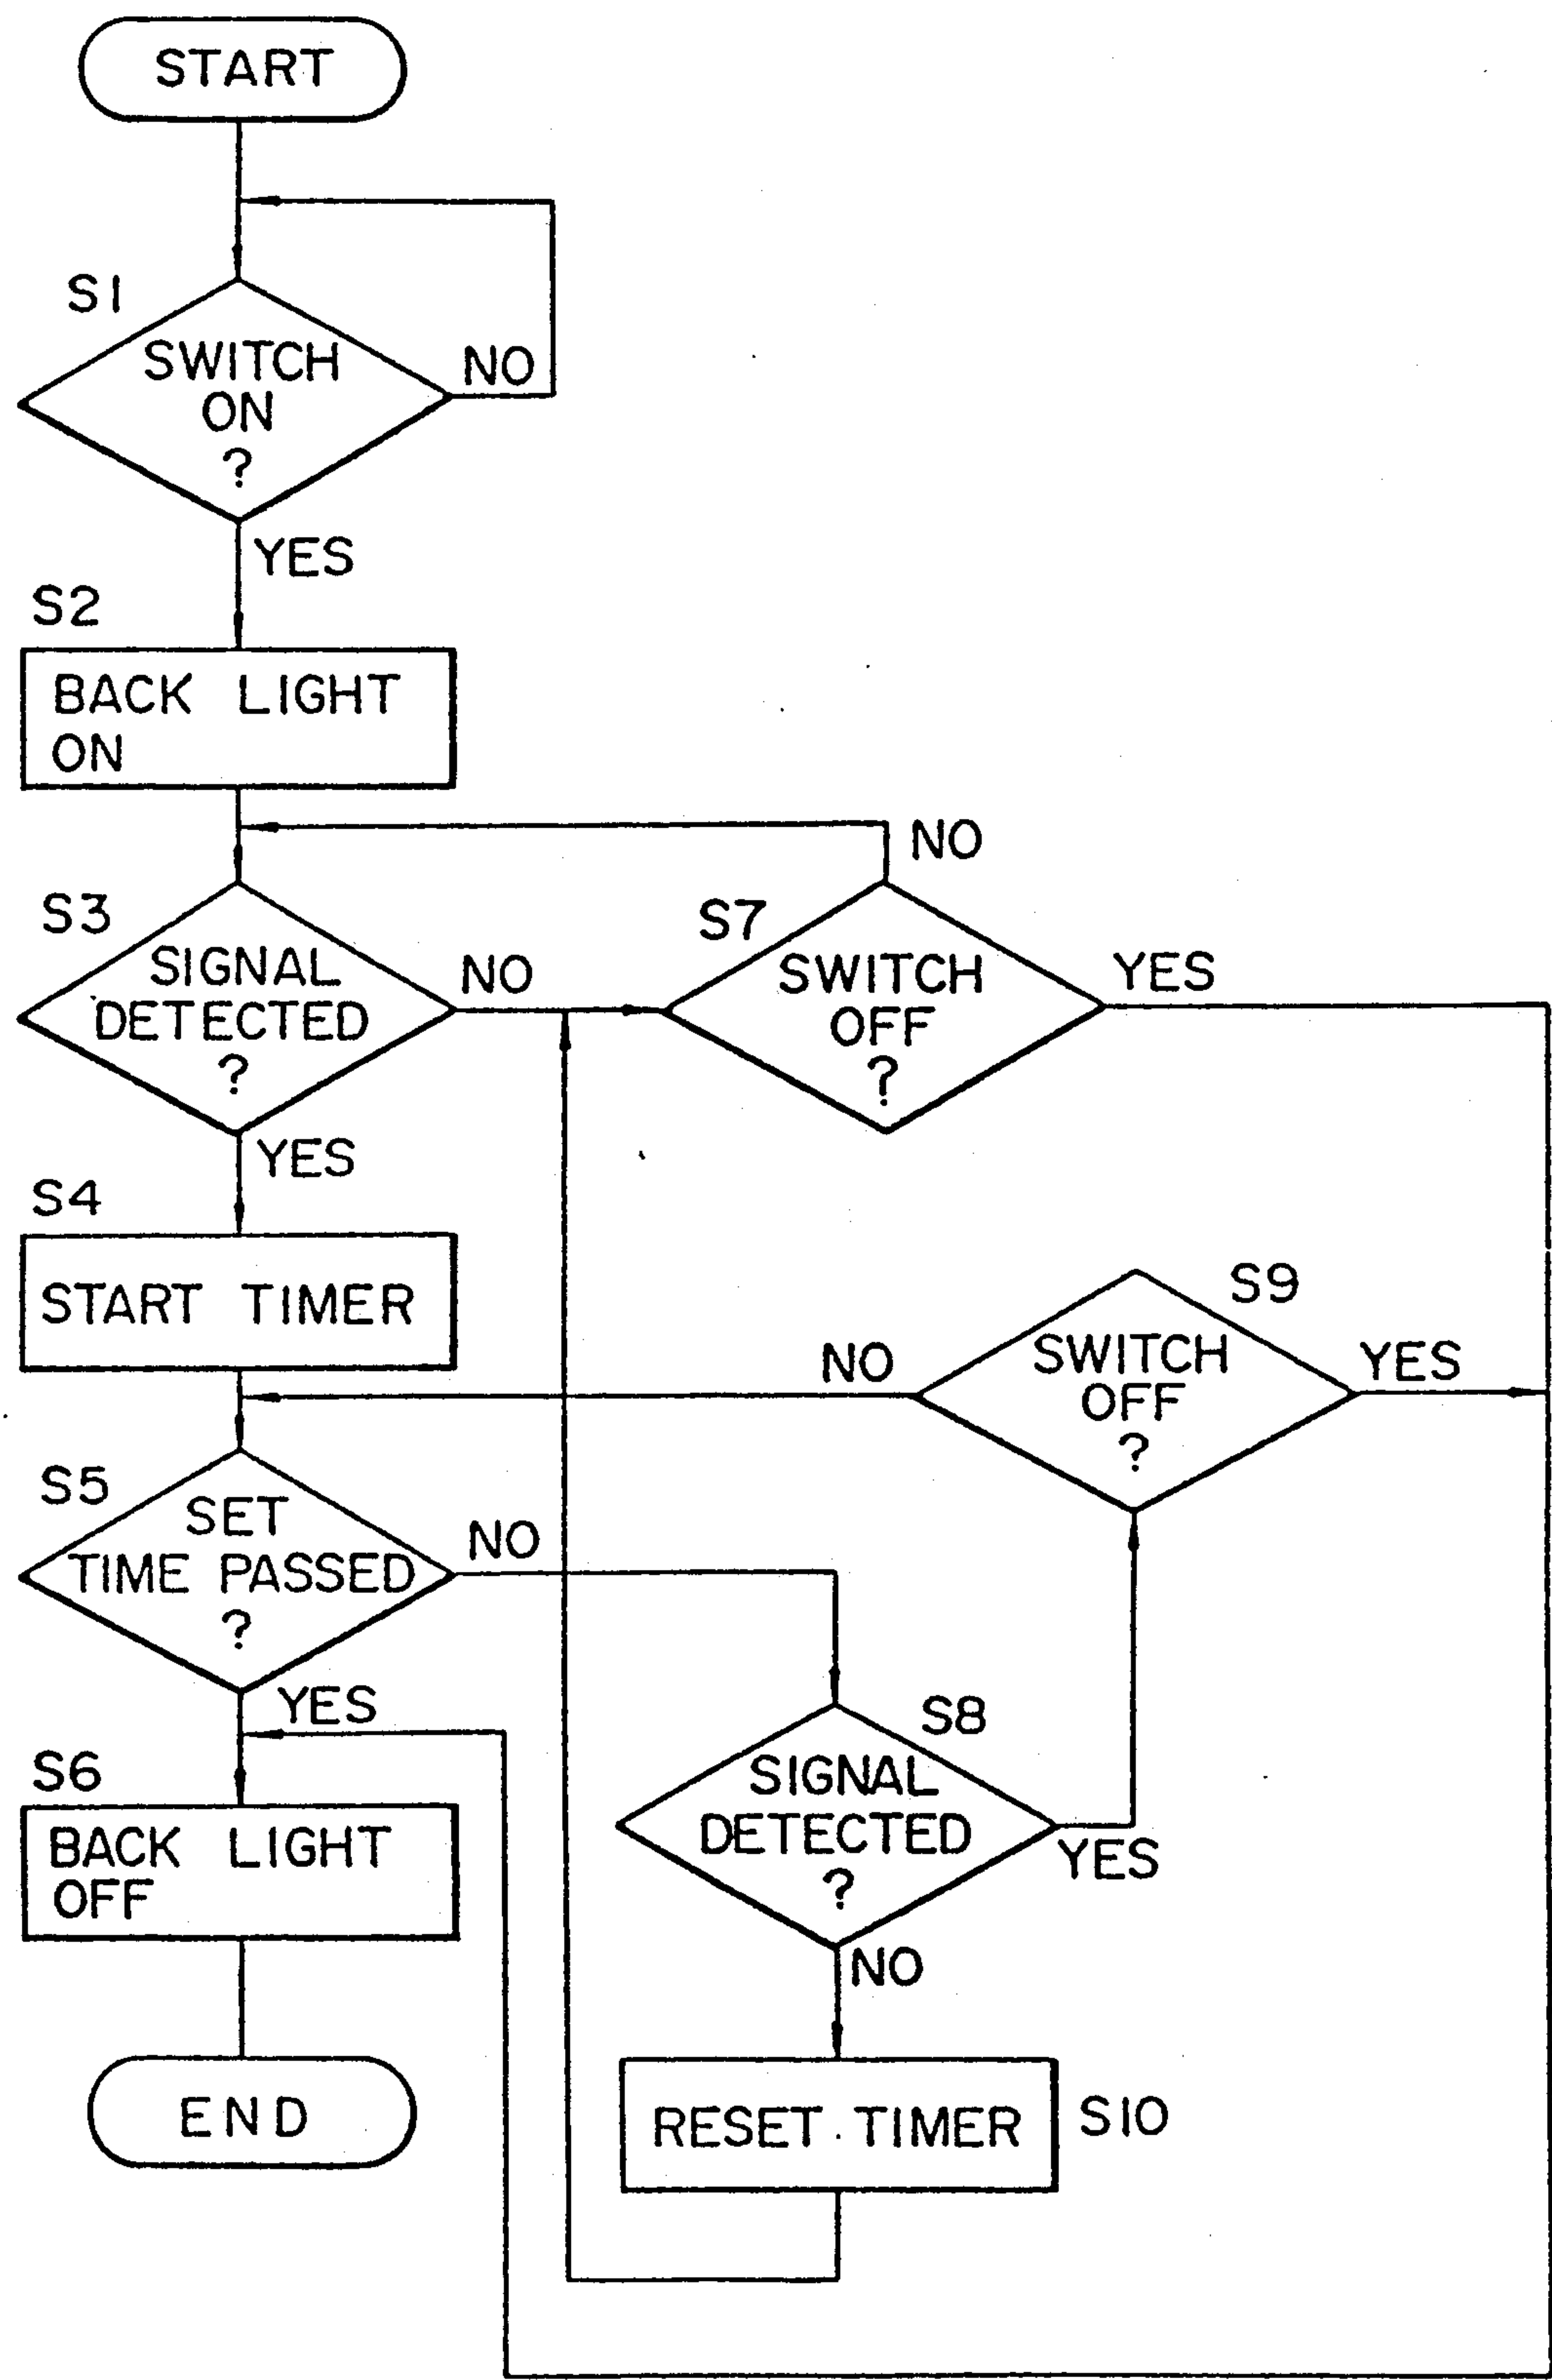 START
S1
SWITCH
ON
?
NO
YES
S2
BACK LIGHT
ON
S3
SIGNAL
DETECTED
?
NO
YES
S7
SWITCH
OFF
?
NO
YES
S4
START TIMER
S9
SWITCH
OFF
?
NO
YES
S5
SET
TIME PASSED
?
NO
YES
S8
SIGNAL
DETECTED
?
YES
NO
S6
BACK LIGHT
OFF
END
RESET TIMER
S10